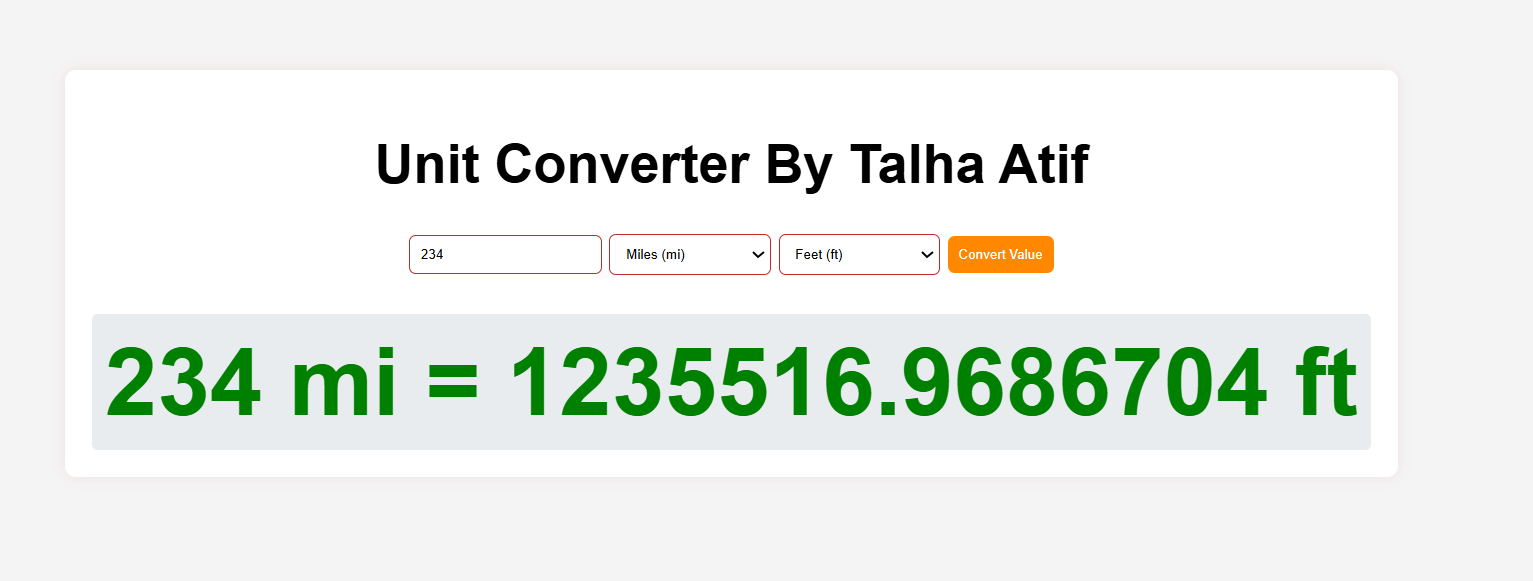 Unit Converter By Talha Atif
234 Miles (mi) Feet (ft) Convert Value
234 mi = 1235516.9686704 ft